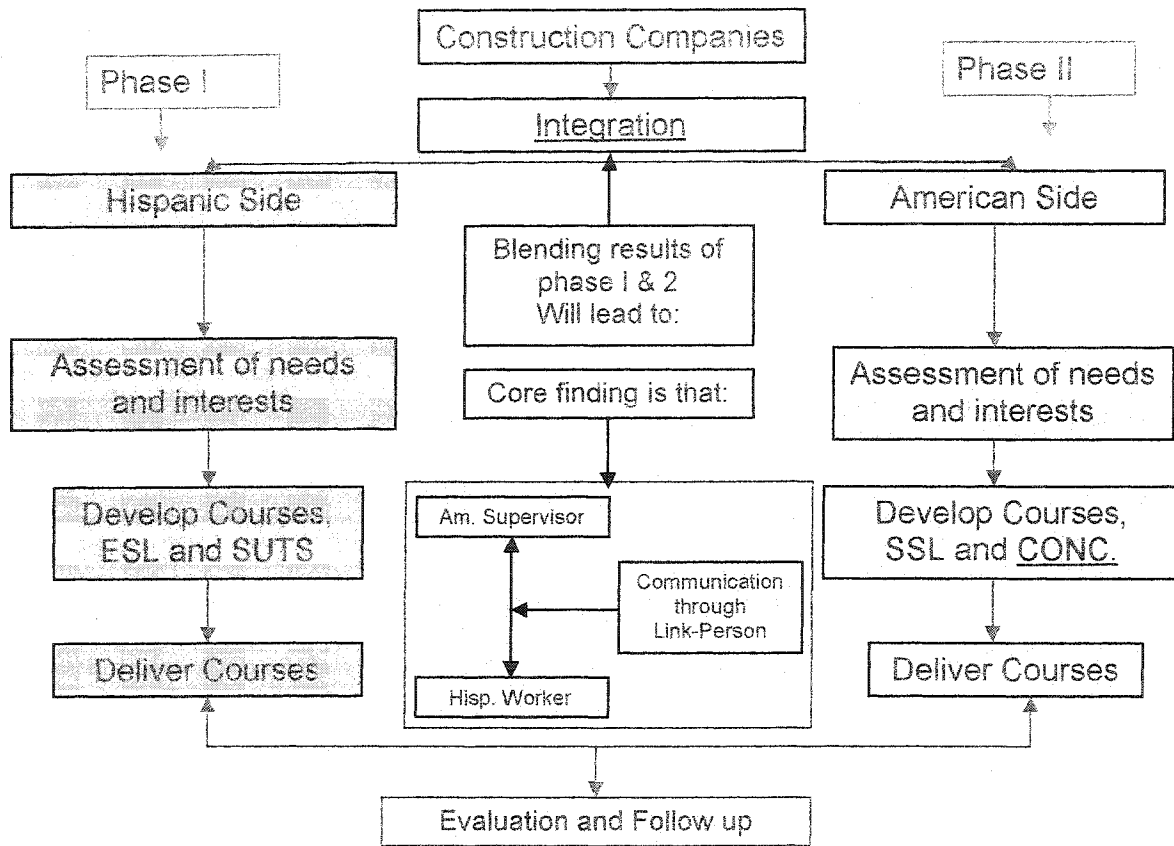 Construction Companies
Phase I
Phase II
Integration
Hispanic Side
American Side
Blending results of
phase I & 2
Will lead to:
Assessment of needs
and interests
Core finding is that:
Assessment of needs
and interests
Develop Courses,
ESL and SUTS
Am. Supervisor
Communication
through
Link-Person
Hisp. Worker
Develop Courses,
SSL and CONC.
Deliver Courses
Deliver Courses
Evaluation and Follow up